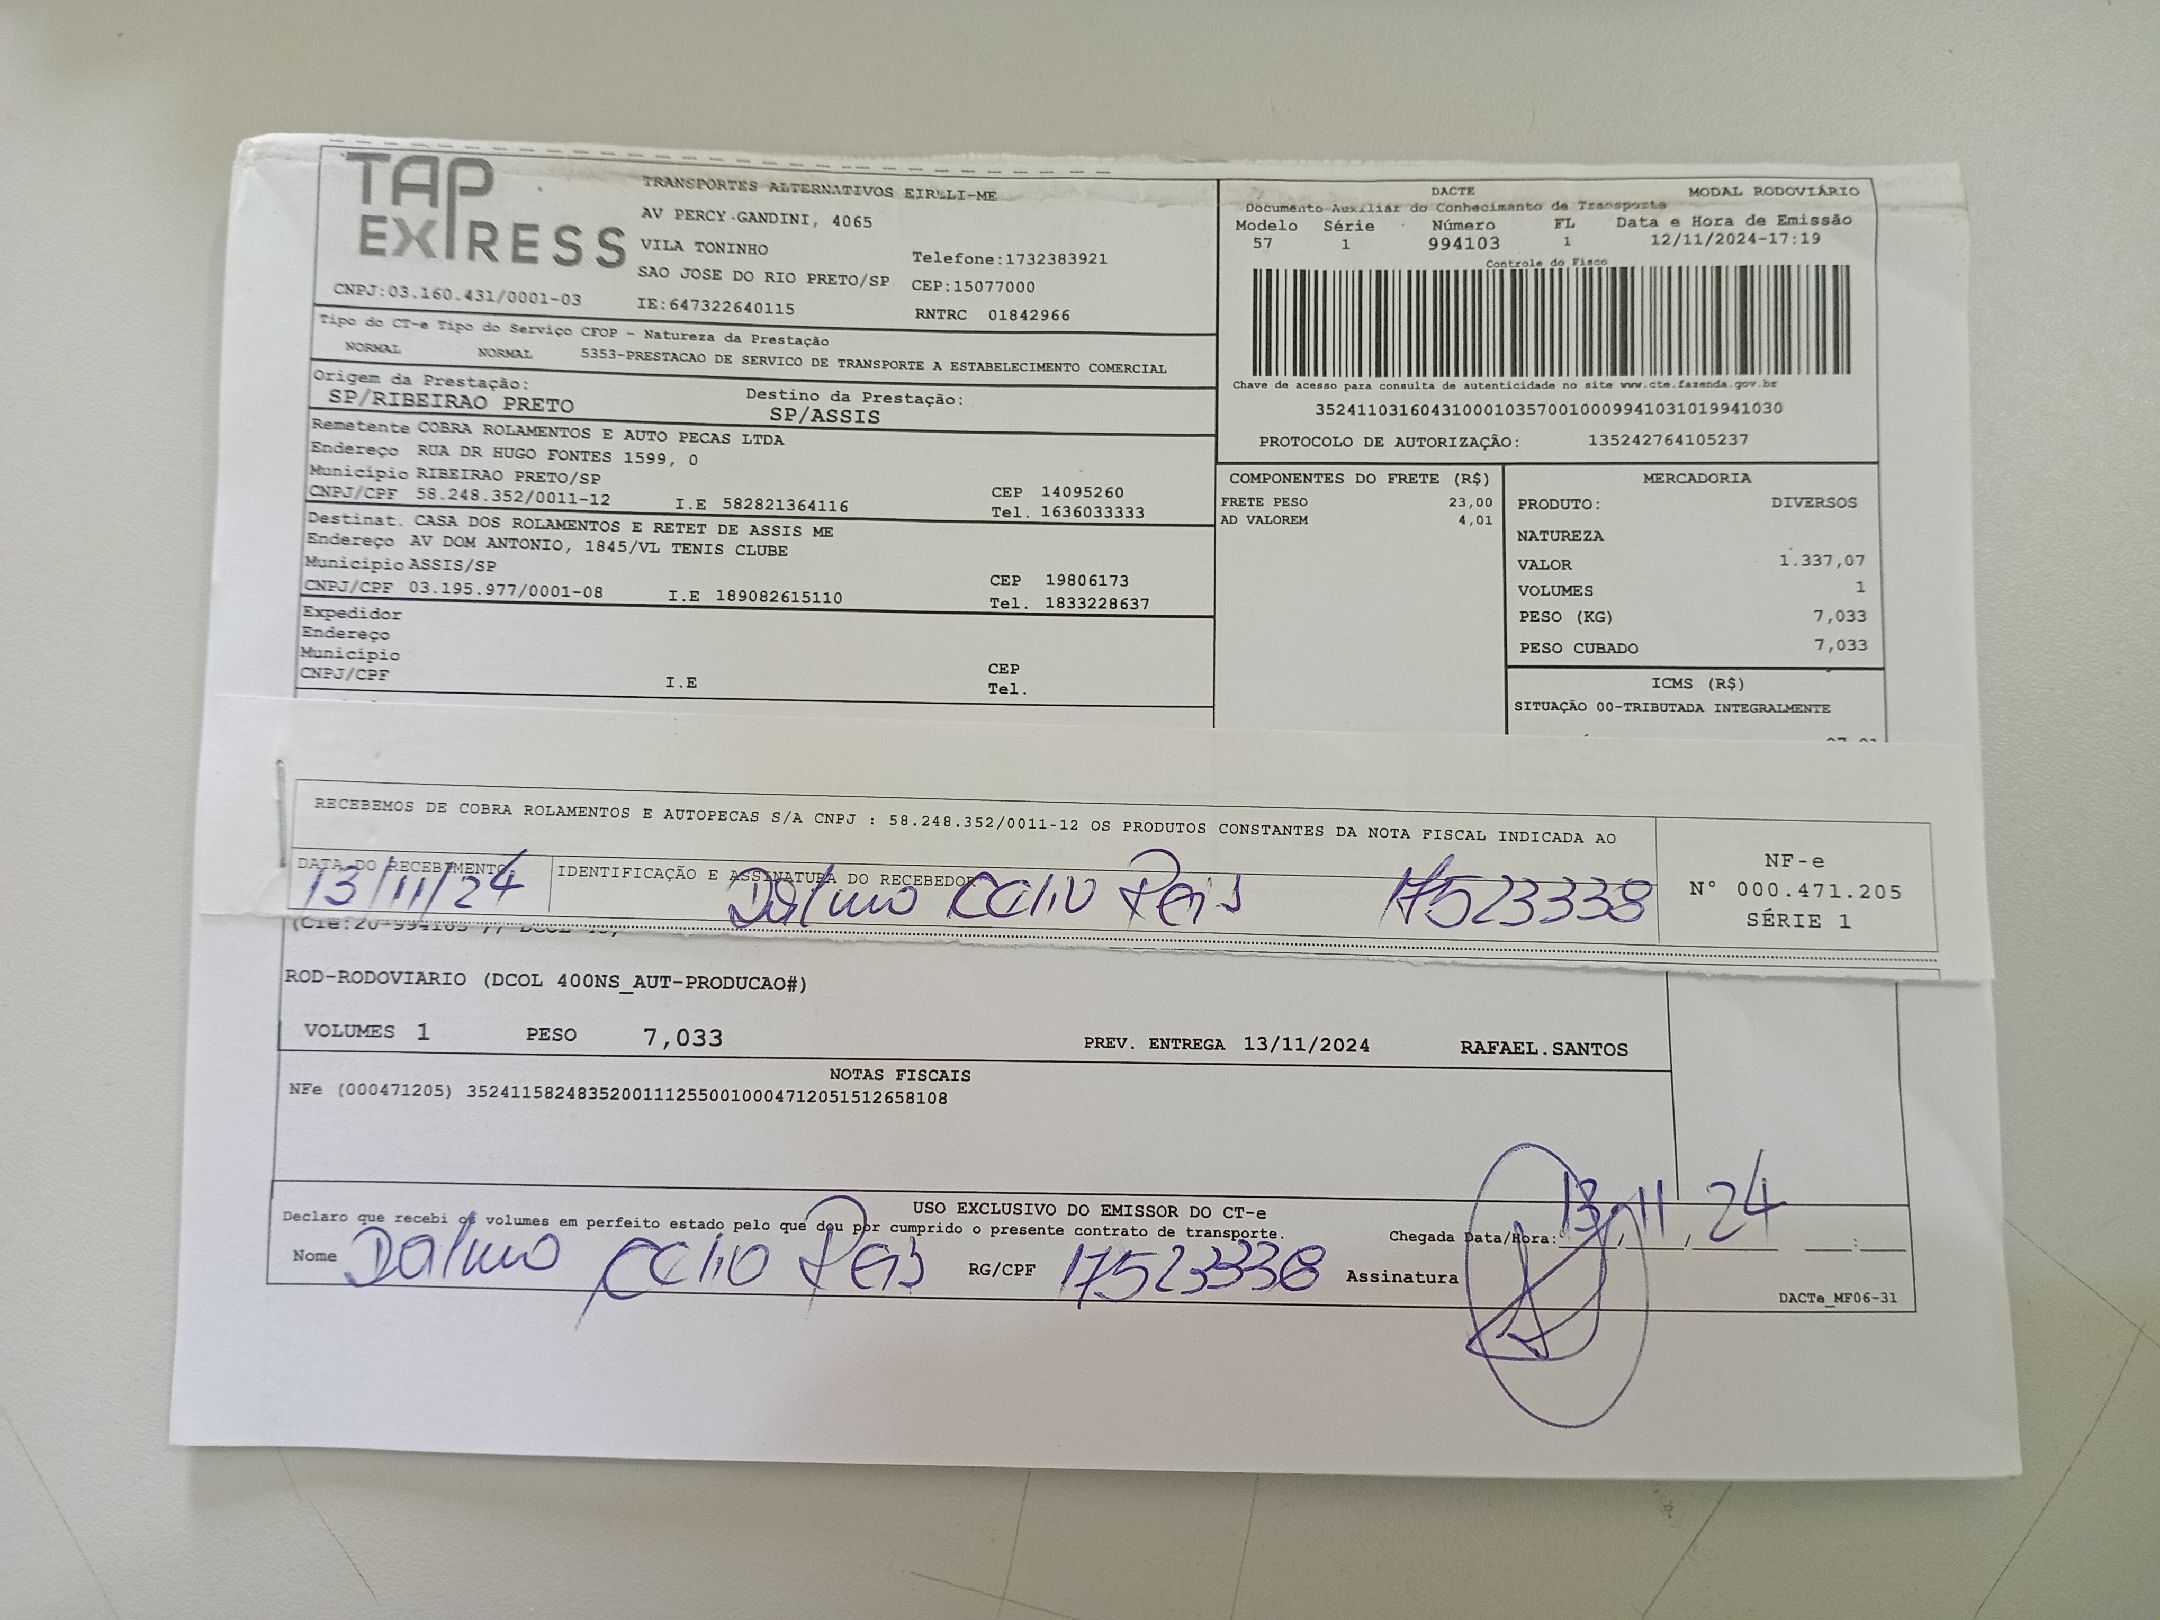 TAP EXPRESS
TRANSPORTES ALTERNATIVOS EIRELI-ME
AV PERCY GANDINI, 4065
VILA TONINHO
Telefone:1732383921
SAO JOSE DO RIO PRETO/SP CEP:15077000
CNPJ:03.160.431/0001-03 IE:647322640115 RNTRC 01842966
Tipo do CT-e Tipo do Serviço CFOP - Natureza da Prestação
NORMAL NORMAL 5353-PRESTACAO DE SERVICO DE TRANSPORTE A ESTABELECIMENTO COMERCIAL
Origem da Prestação: Destino da Prestação:
SP/RIBEIRAO PRETO SP/ASSIS
Remetente COBRA ROLAMENTOS E AUTO PECAS LTDA
Endereço RUA DR HUGO FONTES 1599, 0
Município RIBEIRAO PRETO/SP CEP 14095260
CNPJ/CPF 58.248.352/0011-12 I.E 582821364116 Tel. 1636033333
Destinat. CASA DOS ROLAMENTOS E RETET DE ASSIS ME
Endereço AV DOM ANTONIO, 1845/VL TENIS CLUBE
Município ASSIS/SP CEP 19806173
CNPJ/CPF 03.195.977/0001-08 I.E 189082615110 Tel. 1833228637
Expedidor
Endereço
Município CEP
CNPJ/CPF I.E Tel.
DACTE MODAL RODOVIÁRIO
Documento Auxiliar do Conhecimento de Transporte
Modelo Série Número FL Data e Hora de Emissão
57 1 994103 1 12/11/2024-17:19
Controle do Fisco
Chave de acesso para consulta de autenticidade no site www.cte.fazenda.gov.br
35241103160431000103570010009941031019941030
PROTOCOLO DE AUTORIZAÇÃO: 135242764105237
COMPONENTES DO FRETE (R$)
FRETE PESO 23,00
AD VALOREM 4,01
MERCADORIA
PRODUTO: DIVERSOS
NATUREZA
VALOR 1.337,07
VOLUMES 1
PESO (KG) 7,033
PESO CUBADO 7,033
ICMS (R$)
SITUAÇÃO 00-TRIBUTADA INTEGRALMENTE
RECEBEMOS DE COBRA ROLAMENTOS E AUTOPECAS S/A CNPJ : 58.248.352/0011-12 OS PRODUTOS CONSTANTES DA NOTA FISCAL INDICADA AO
DATA DO RECEBIMENTO IDENTIFICAÇÃO E ASSINATURA DO RECEBEDOR
13/11/24 Dalmo Reis 17523338
NF-e
N° 000.471.205
SÉRIE 1
ROD-RODOVIARIO (DCOL 400NS_AUT-PRODUCAO#)
VOLUMES 1 PESO 7,033 PREV. ENTREGA 13/11/2024 RAFAEL.SANTOS
NOTAS FISCAIS
NFe (000471205) 35241158248352001112550010004712051512658108
USO EXCLUSIVO DO EMISSOR DO CT-e
Declaro que recebi os volumes em perfeito estado pelo que dou por cumprido o presente contrato de transporte.
Nome Dalmo Reis RG/CPF 17523338 Assinatura
Chegada Data/Hora: 13 11 24
DACTe_MF06-31